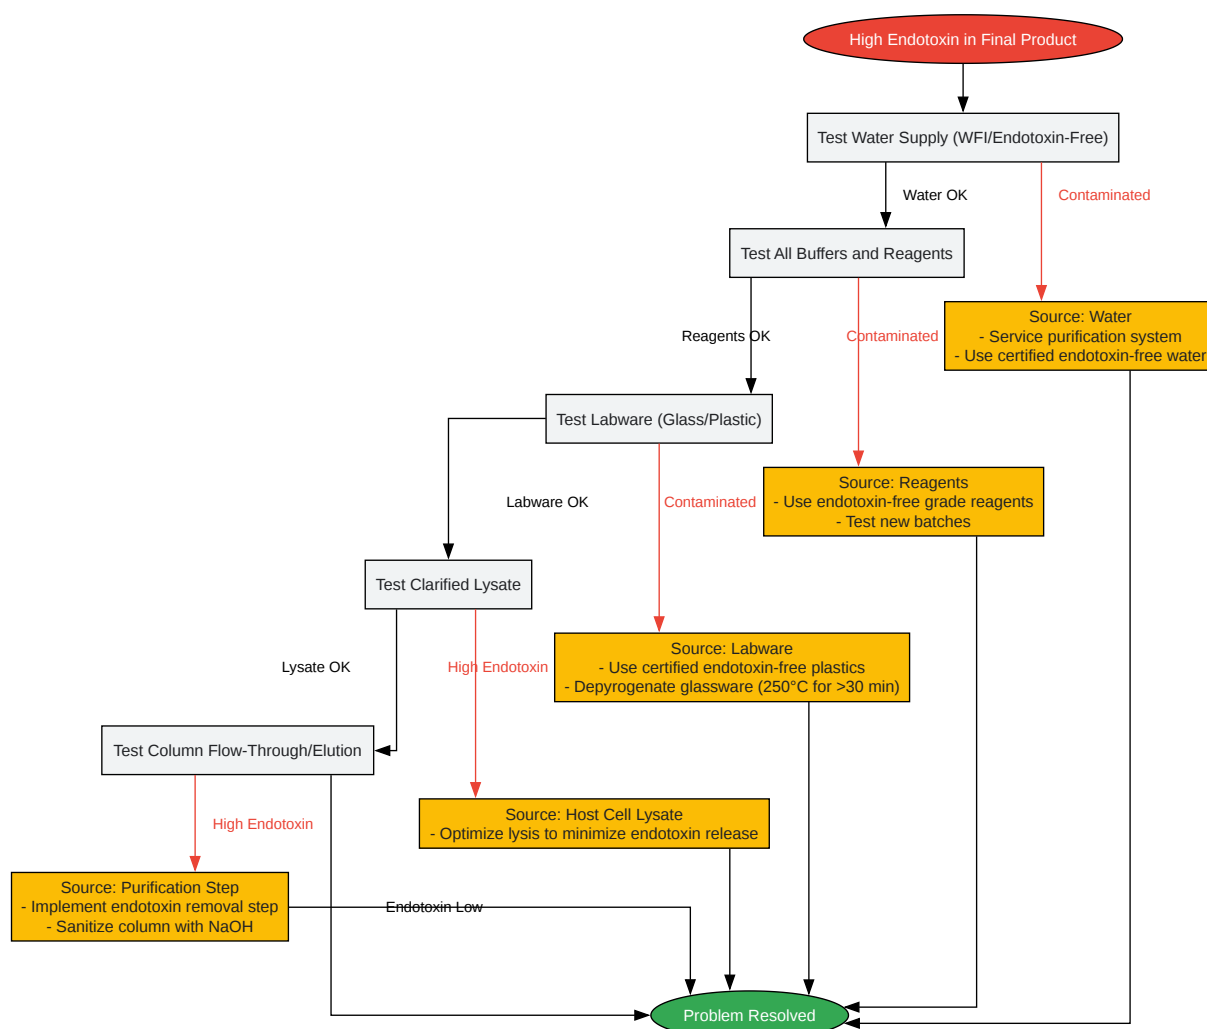 High Endotoxin in Final Product
Test Water Supply (WFI/Endotoxin-Free)
Water OK
Contaminated
Test All Buffers and Reagents
Source: Water
- Service purification system
- Use certified endotoxin-free water
Reagents OK
Contaminated
Test Labware (Glass/Plastic)
Source: Reagents
- Use endotoxin-free grade reagents
- Test new batches
Labware OK
Contaminated
Test Clarified Lysate
Source: Labware
- Use certified endotoxin-free plastics
- Depyrogenate glassware (250°C for >30 min)
Lysate OK
High Endotoxin
Test Column Flow-Through/Elution
Source: Host Cell Lysate
- Optimize lysis to minimize endotoxin release
High Endotoxin
Source: Purification Step
- Implement endotoxin removal step
- Sanitize column with NaOH
Endotoxin Low
Problem Resolved